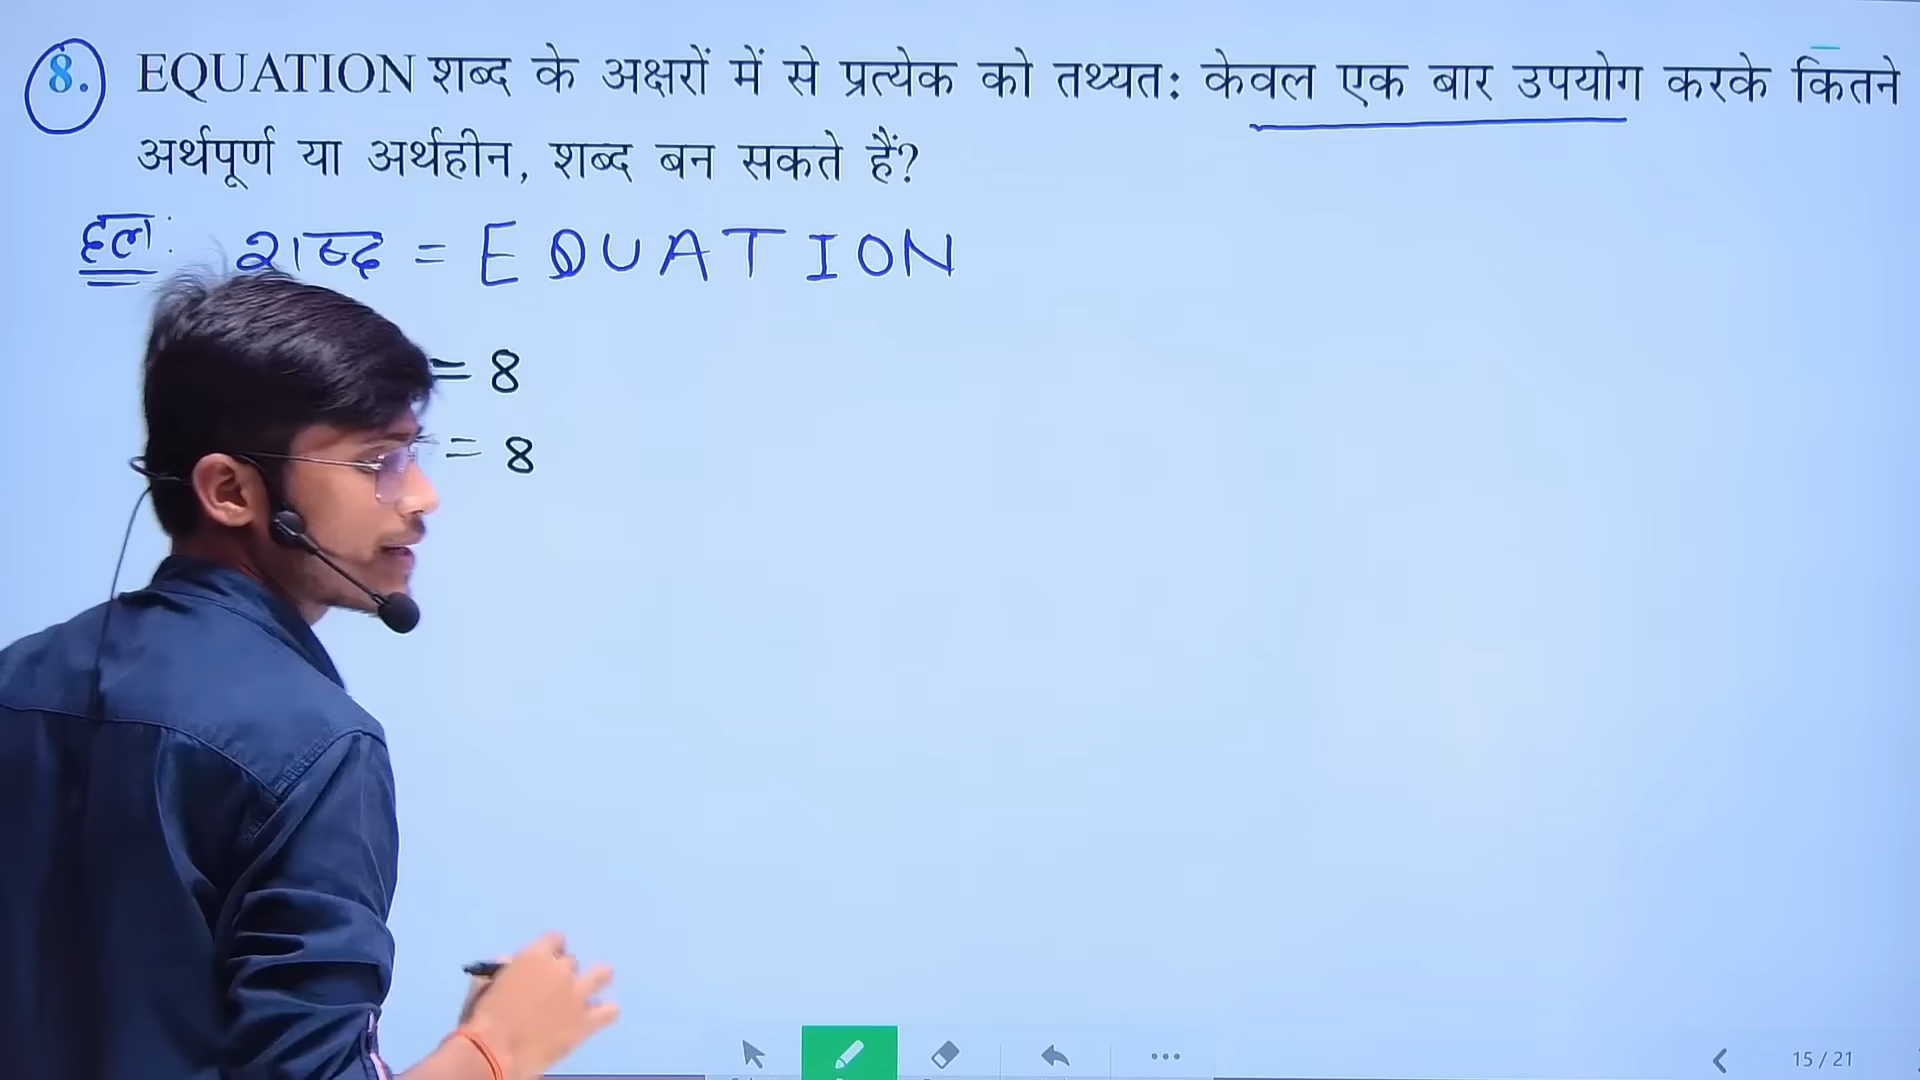 8. EQUATION शब्द के अक्षरों में से प्रत्येक को तथ्यतः केवल एक बार उपयोग करके कितने
अर्थपूर्ण या अर्थहीन, शब्द बन सकते हैं?
हल: शब्द = EQUATION
= 8
= 8
15 / 21